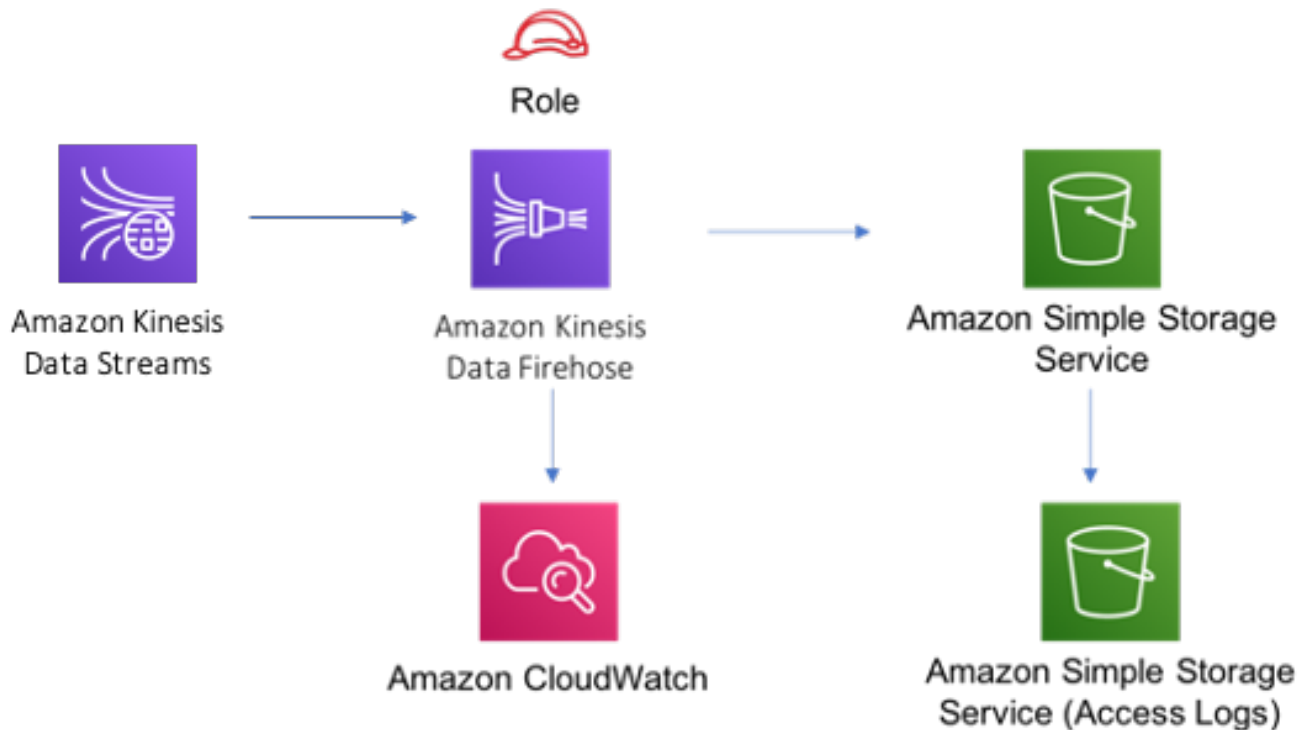 Role
Amazon Kinesis
Data Streams
Amazon Kinesis
Data Firehose
Amazon Simple Storage
Service
Amazon CloudWatch
Amazon Simple Storage
Service (Access Logs)